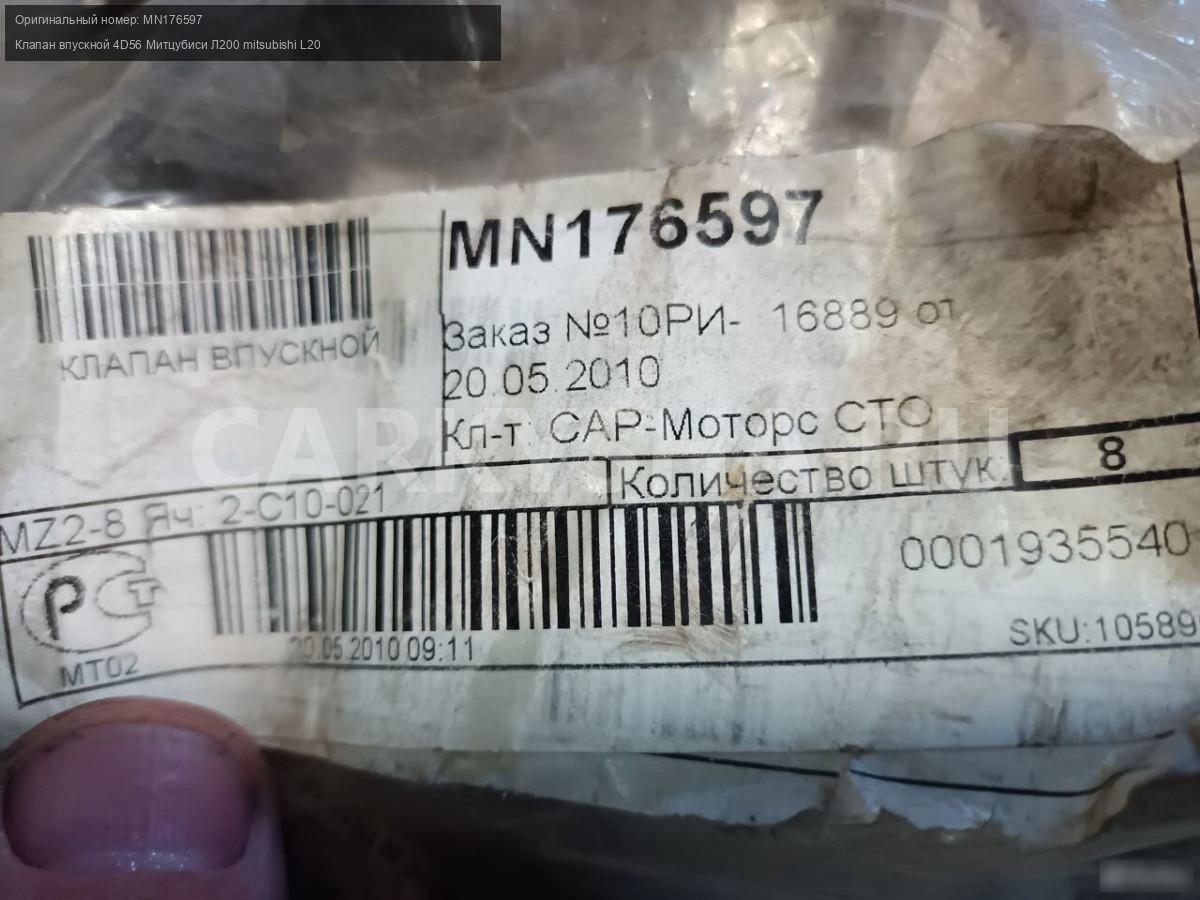 Оригинальный номер: MN176597
Клапан впускной 4D56 Митцубиси Л200 mitsubishi L20
MN176597
КЛАПАН ВПУСКНОЙ
Заказ №10РИ- 16889 от
20.05.2010
Кл-т: САР-Моторс СТО
Количество штук: 8
MZ2-8 Яч: 2-C10-021
0001935540
РСТ
МТ02
20.05.2010 09:11
SKU:10589